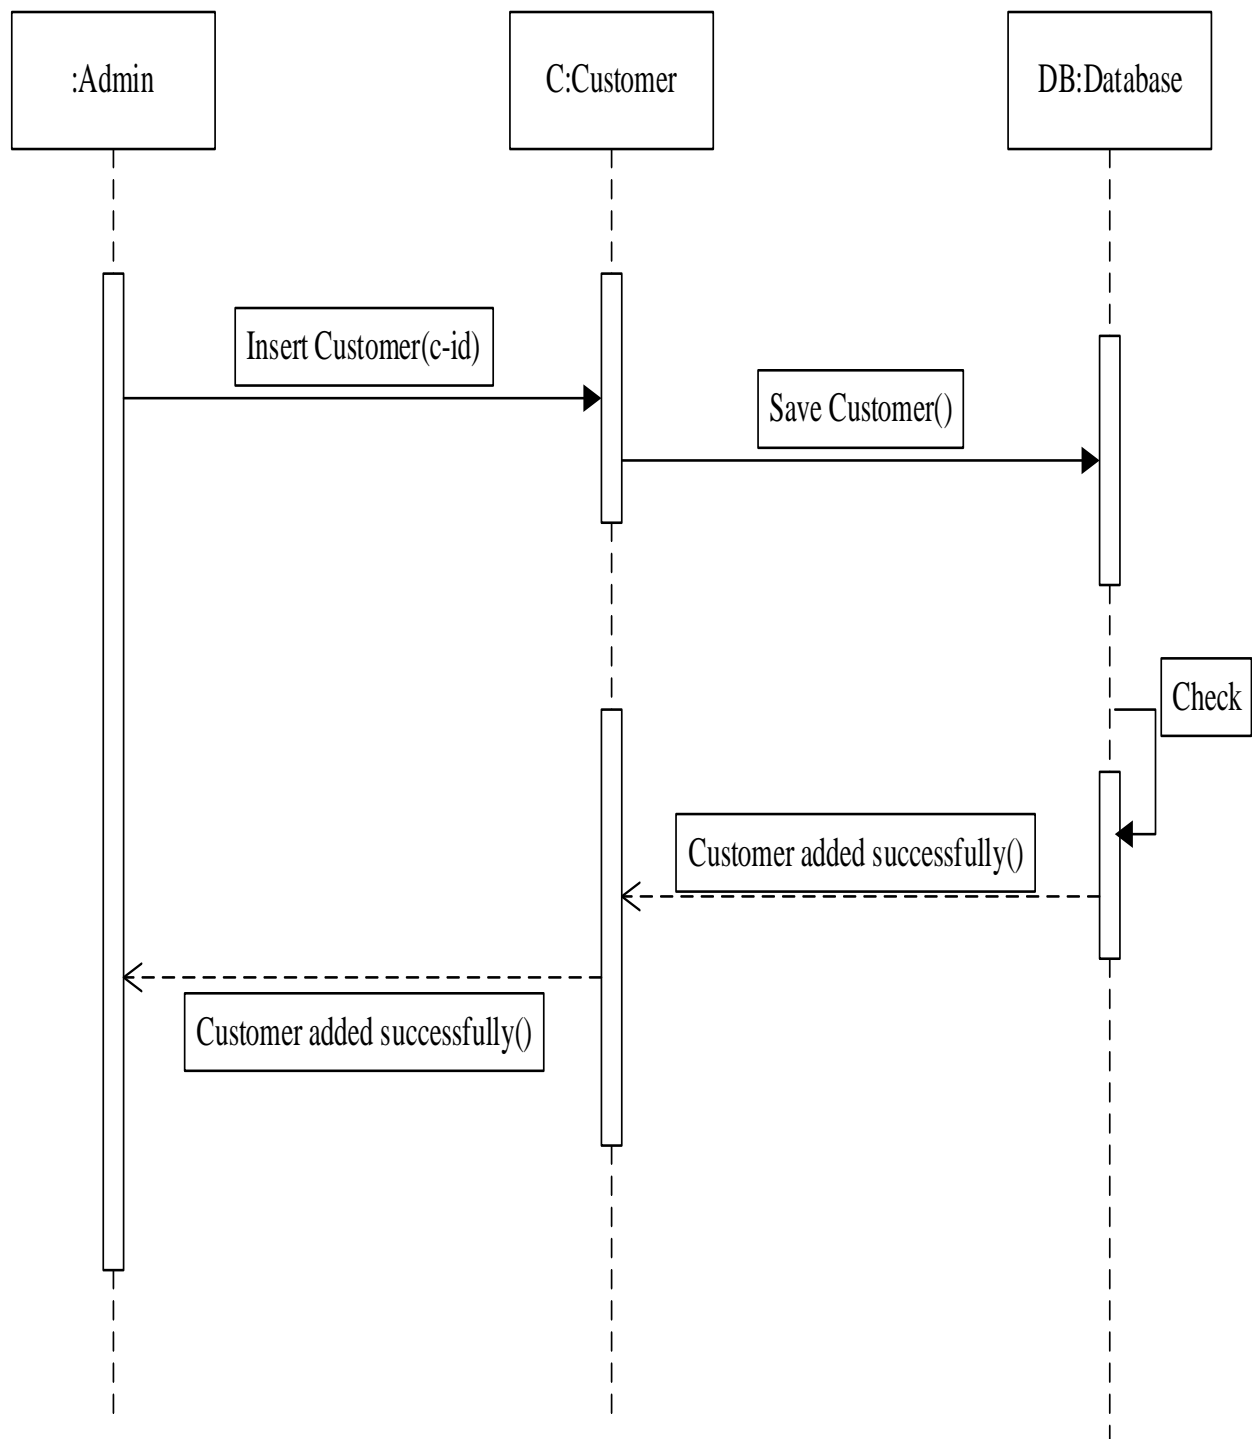 :Admin
C:Customer
DB:Database
Insert Customer(c-id)
Save Customer()
Check
Customer added successfully()
Customer added successfully()